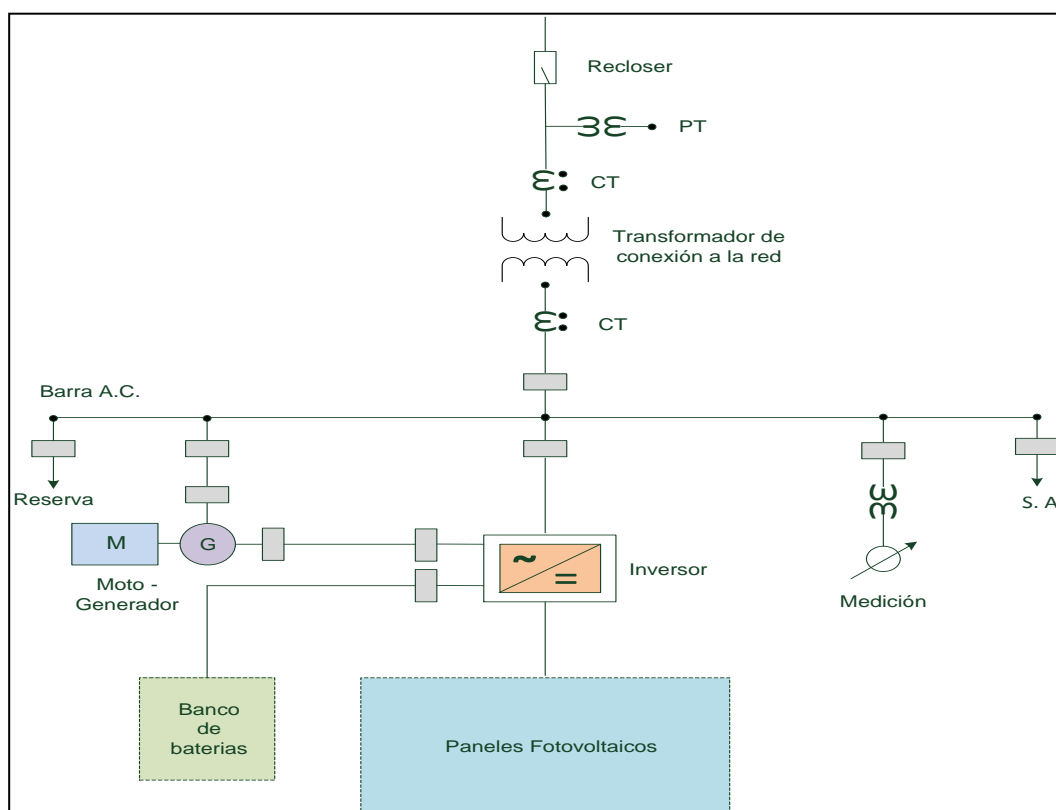 Recloser
PT
CT
Transformador de
conexión a la red
CT
Barra A.C.
Reserva
S. A
M
G
Moto -
Generador
~
=
Inversor
Medición
Banco
de
baterias
Paneles Fotovoltaicos